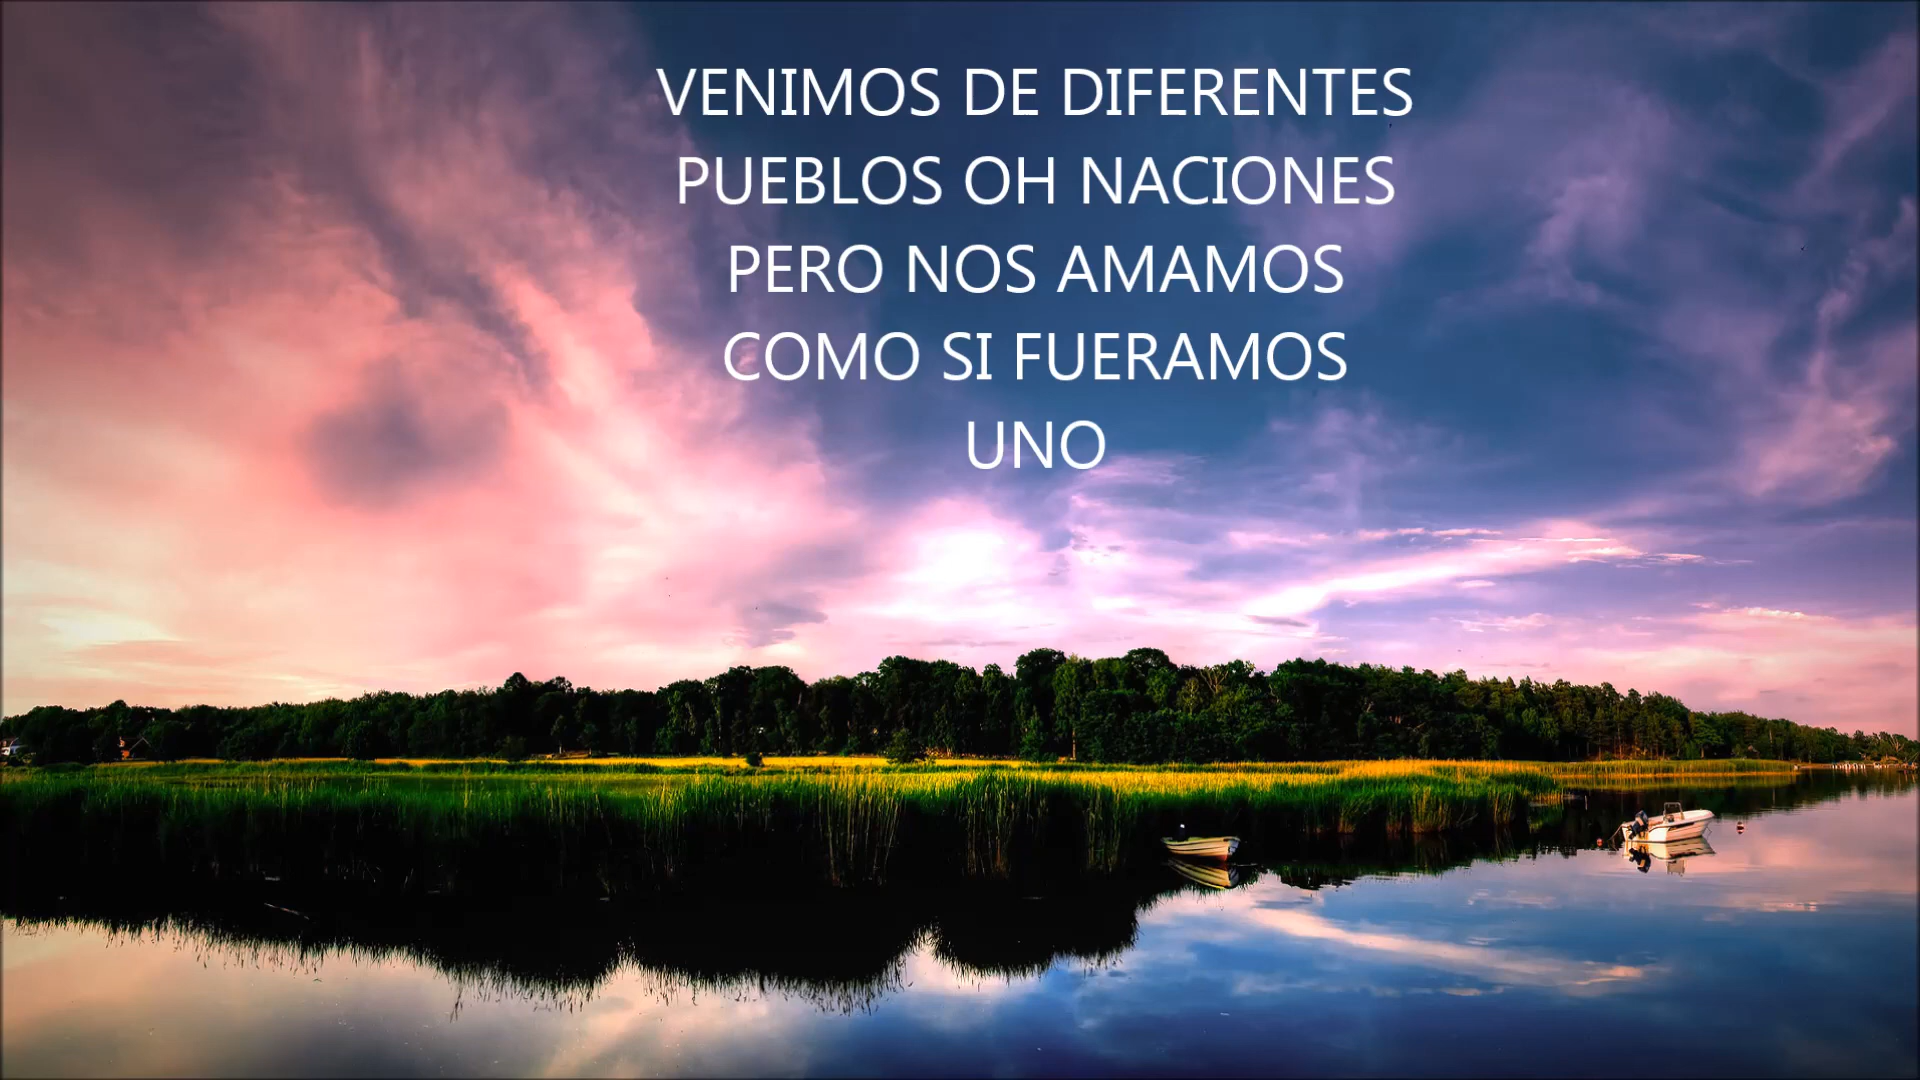 VENIMOS DE DIFERENTES
PUEBLOS OH NACIONES
PERO NOS AMAMOS
COMO SI FUERAMOS
UNO